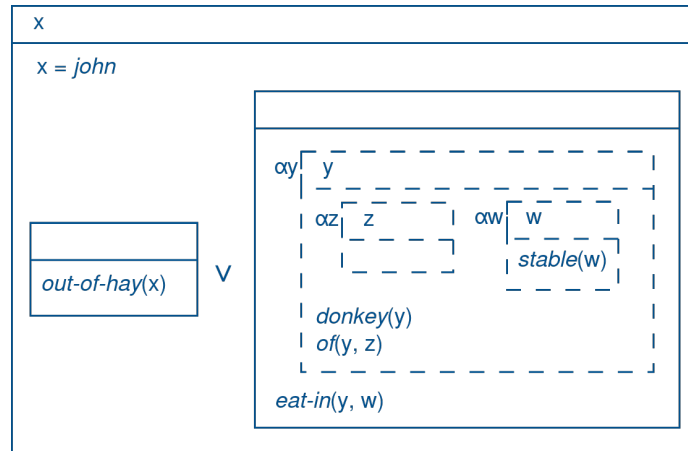 x
x = john
αy y
αz z αw w
stable(w)
out-of-hay(x) ∨
donkey(y)
of(y, z)
eat-in(y, w)